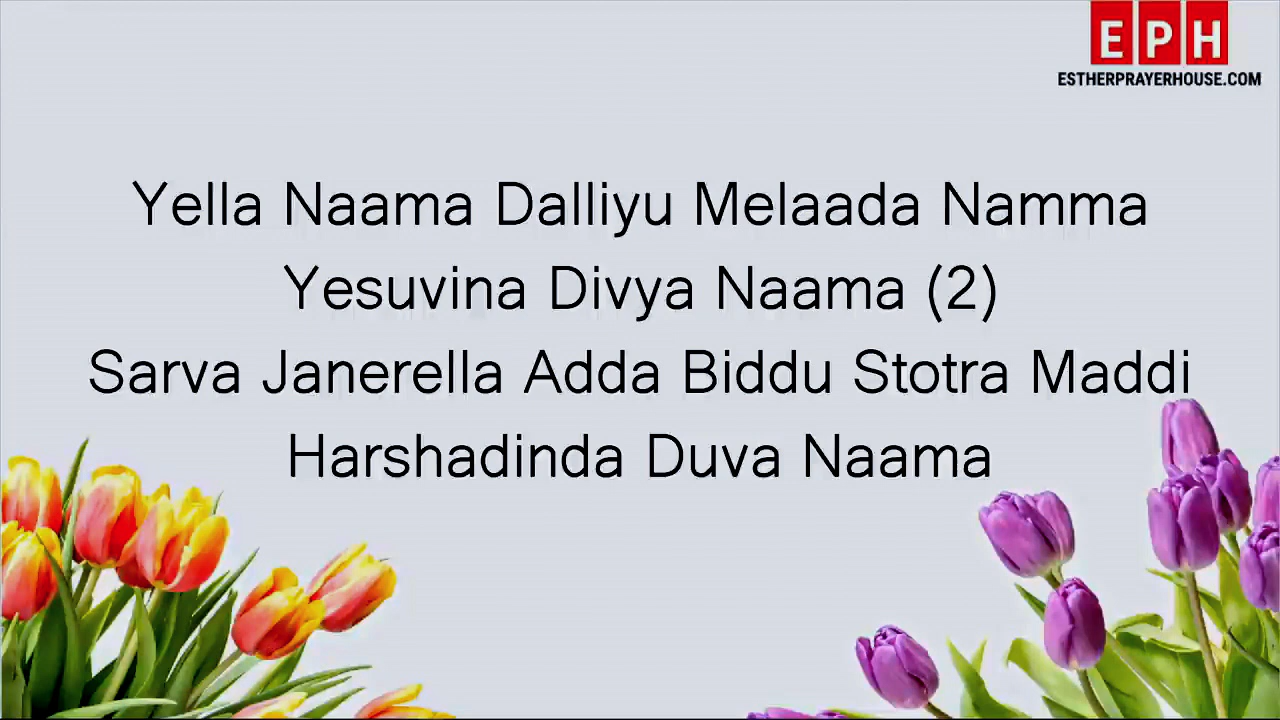 EPH
ESTHERPRAYERHOUSE.COM
Yella Naama Dalliyu Melaada Namma
Yesuvina Divya Naama (2)
Sarva Janerella Adda Biddu Stotra Maddi
Harshadinda Duva Naama